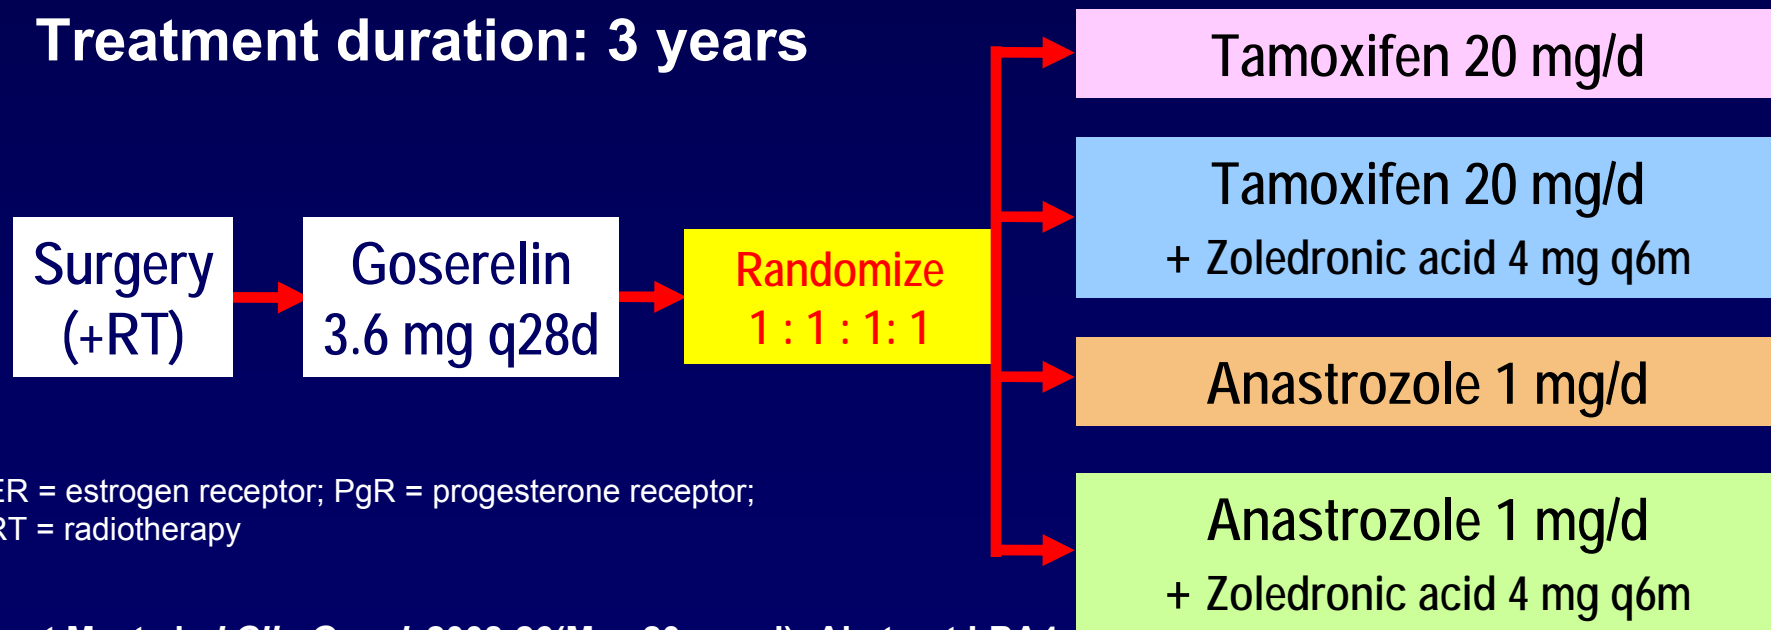 Treatment duration: 3 years
Tamoxifen 20 mg/d
Tamoxifen 20 mg/d
+ Zoledronic acid 4 mg q6m
Surgery
(+RT)
Goserelin
3.6 mg q28d
Randomize
1 : 1 : 1: 1
Anastrozole 1 mg/d
Anastrozole 1 mg/d
+ Zoledronic acid 4 mg q6m
ER = estrogen receptor; PgR = progesterone receptor;
RT = radiotherapy